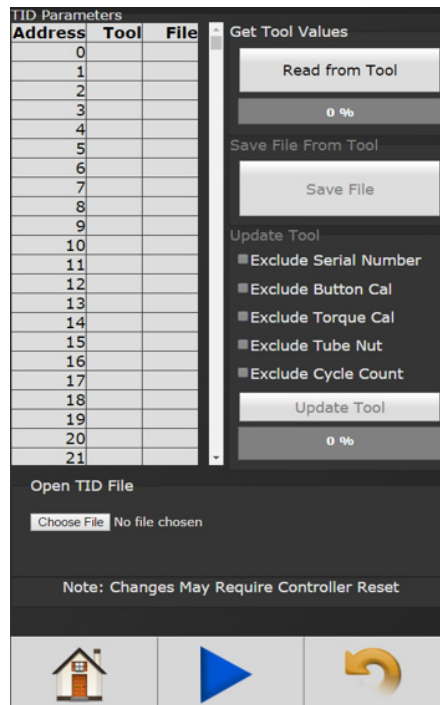 TID Parameters
Address Tool File
0
1
2
3
4
5
6
7
8
9
10
11
12
13
14
15
16
17
18
19
20
21
Get Tool Values
Read from Tool
0 %
Save File From Tool
Save File
Update Tool
Exclude Serial Number
Exclude Button Cal
Exclude Torque Cal
Exclude Tube Nut
Exclude Cycle Count
Update Tool
0 %
Open TID File
Choose File No file chosen
Note: Changes May Require Controller Reset